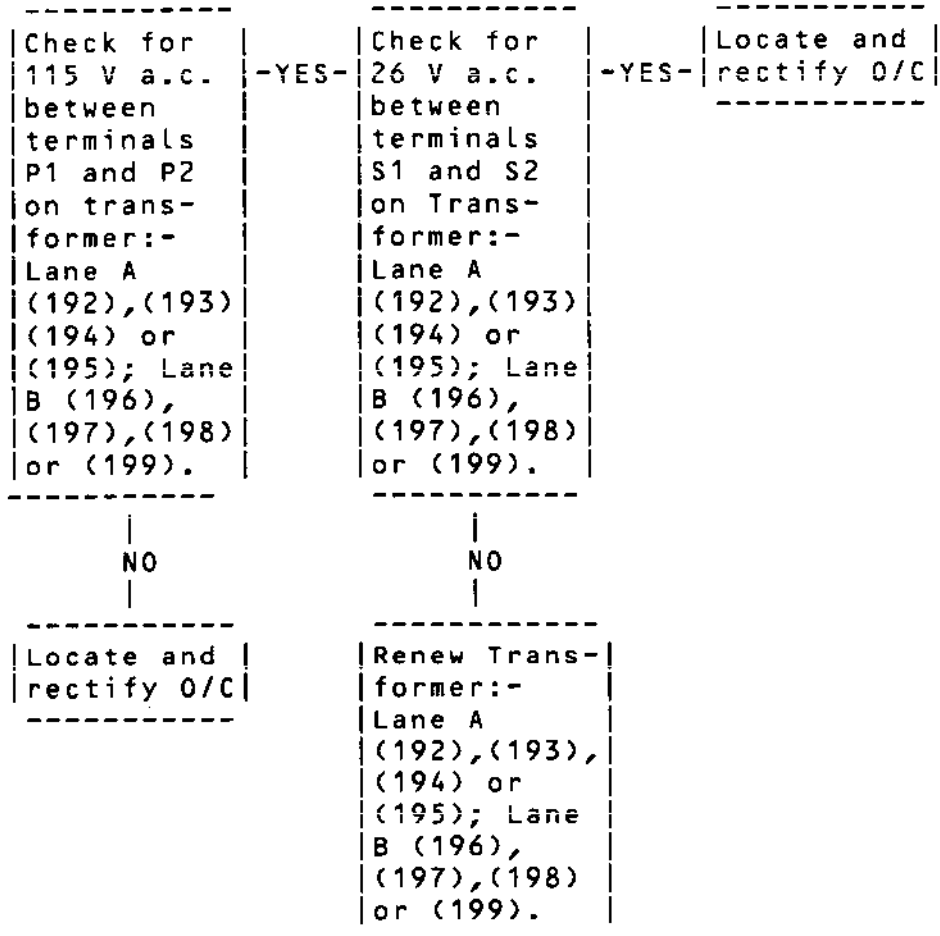 Check for
115 V a.c.
between
terminals
P1 and P2
on trans-
former:-
Lane A
(192),(193)
(194) or
(195); Lane
B (196),
(197),(198)
or (199).
-YES-
Check for
26 V a.c.
between
terminals
S1 and S2
on Trans-
former:-
Lane A
(192),(193)
(194) or
(195); Lane
B (196),
(197),(198)
or (199).
-YES-
Locate and
rectify O/C
NO
Locate and
rectify O/C
NO
Renew Trans-
former:-
Lane A
(192),(193),
(194) or
(195); Lane
B (196),
(197),(198)
or (199).